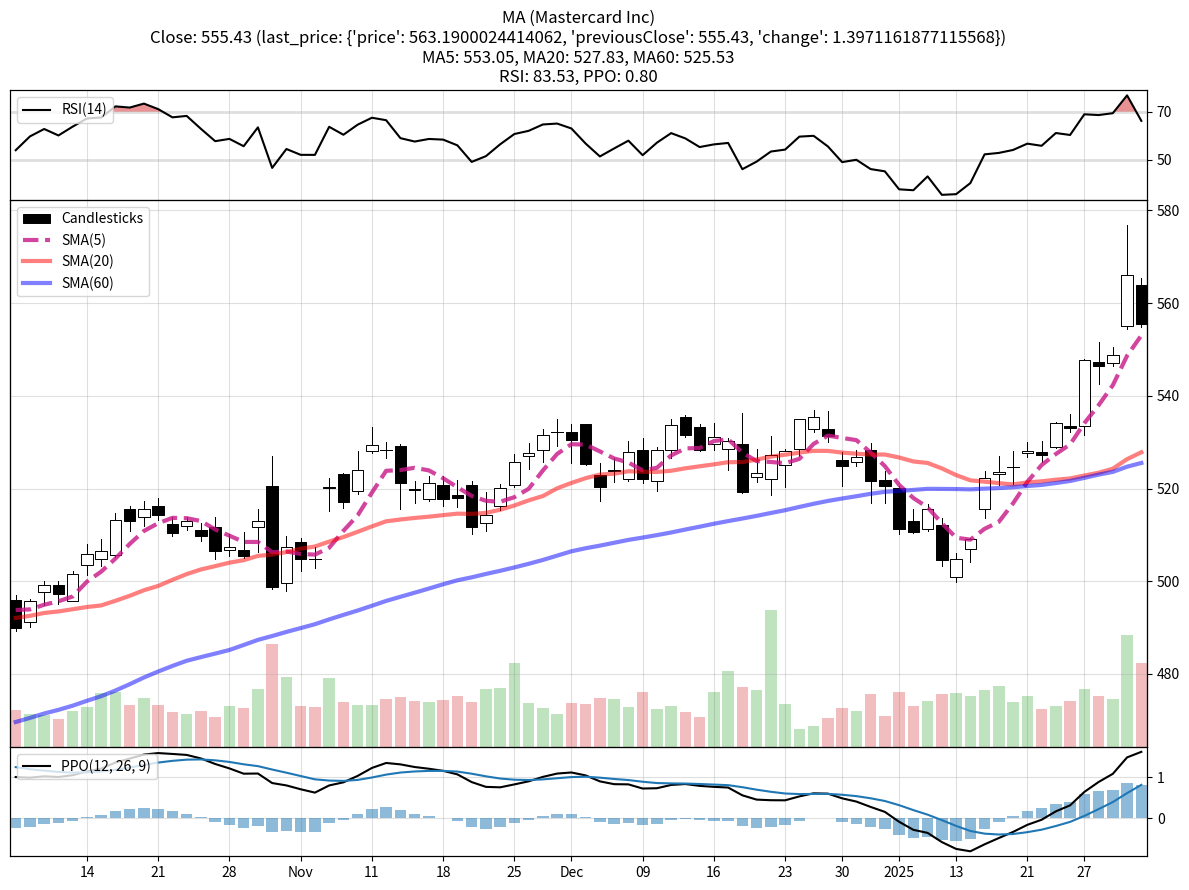 MA (Mastercard Inc)
Close: 555.43 (last_price: {'price': 563.1900024414062, 'previousClose': 555.43, 'change': 1.3971161877115568})
MA5: 553.05, MA20: 527.83, MA60: 525.53
RSI: 83.53, PPO: 0.80
RSI(14)
70
50
Candlesticks
SMA(5)
SMA(20)
SMA(60)
580
560
540
520
500
480
PPO(12, 26, 9)
1
0
14 21 28 Nov 11 18 25 Dec 09 16 23 30 2025 13 21 27